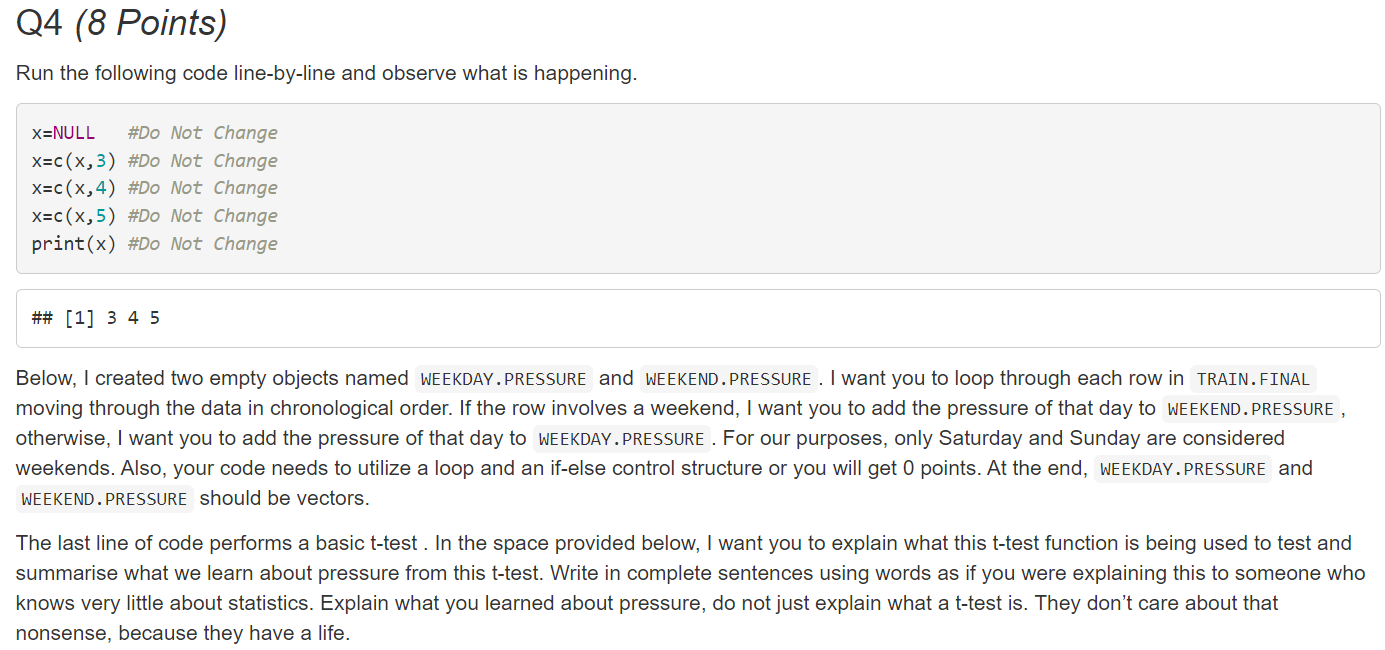 Q4 (8 Points)
Run the following code line-by-line and observe what is happening.
x=NULL   #Do Not Change
x=c(x,3) #Do Not Change
x=c(x,4) #Do Not Change
x=c(x,5) #Do Not Change
print(x) #Do Not Change
## [1] 3 4 5
Below, I created two empty objects named WEEKDAY.PRESSURE and WEEKEND.PRESSURE . I want you to loop through each row in TRAIN.FINAL
moving through the data in chronological order. If the row involves a weekend, I want you to add the pressure of that day to WEEKEND.PRESSURE ,
otherwise, I want you to add the pressure of that day to WEEKDAY.PRESSURE . For our purposes, only Saturday and Sunday are considered
weekends. Also, your code needs to utilize a loop and an if-else control structure or you will get 0 points. At the end, WEEKDAY.PRESSURE and
WEEKEND.PRESSURE should be vectors.
The last line of code performs a basic t-test . In the space provided below, I want you to explain what this t-test function is being used to test and
summarise what we learn about pressure from this t-test. Write in complete sentences using words as if you were explaining this to someone who
knows very little about statistics. Explain what you learned about pressure, do not just explain what a t-test is. They don’t care about that
nonsense, because they have a life.